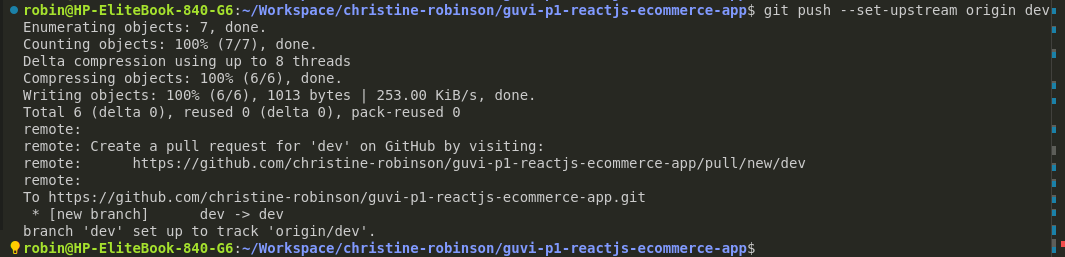 robin@HP-EliteBook-840-G6:~/Workspace/christine-robinson/guvi-p1-reactjs-ecommerce-app$ git push --set-upstream origin dev
Enumerating objects: 7, done.
Counting objects: 100% (7/7), done.
Delta compression using up to 8 threads
Compressing objects: 100% (6/6), done.
Writing objects: 100% (6/6), 1013 bytes | 253.00 KiB/s, done.
Total 6 (delta 0), reused 0 (delta 0), pack-reused 0
remote:
remote: Create a pull request for 'dev' on GitHub by visiting:
remote:      https://github.com/christine-robinson/guvi-p1-reactjs-ecommerce-app/pull/new/dev
remote:
To https://github.com/christine-robinson/guvi-p1-reactjs-ecommerce-app.git
 * [new branch]      dev -> dev
branch 'dev' set up to track 'origin/dev'.
robin@HP-EliteBook-840-G6:~/Workspace/christine-robinson/guvi-p1-reactjs-ecommerce-app$